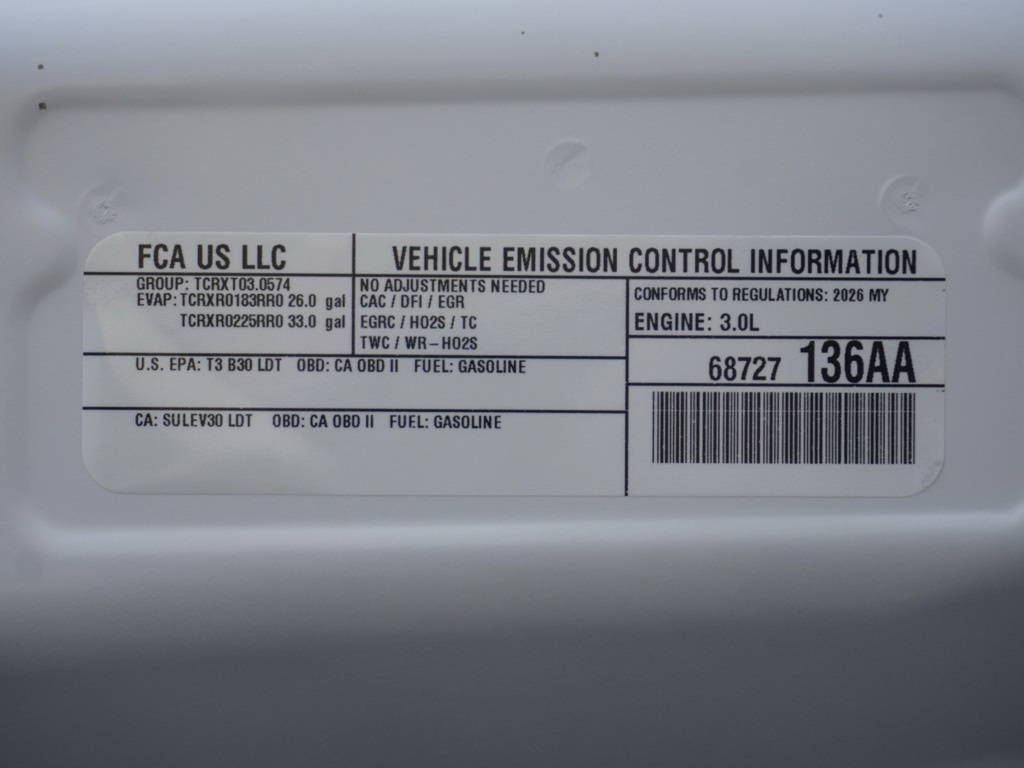 FCA US LLC
VEHICLE EMISSION CONTROL INFORMATION
GROUP: TCRXT03.0574
EVAP: TCRXR0183RR0 26.0 gal
TCRXR0225RR0 33.0 gal
NO ADJUSTMENTS NEEDED
CAC / DFI / EGR
EGRC / HO2S / TC
TWC / WR-HO2S
CONFORMS TO REGULATIONS: 2026 MY
ENGINE: 3.0L
68727 136AA
U.S. EPA: T3 B30 LDT OBD: CA OBD II FUEL: GASOLINE
CA: SULEV30 LDT OBD: CA OBD II FUEL: GASOLINE